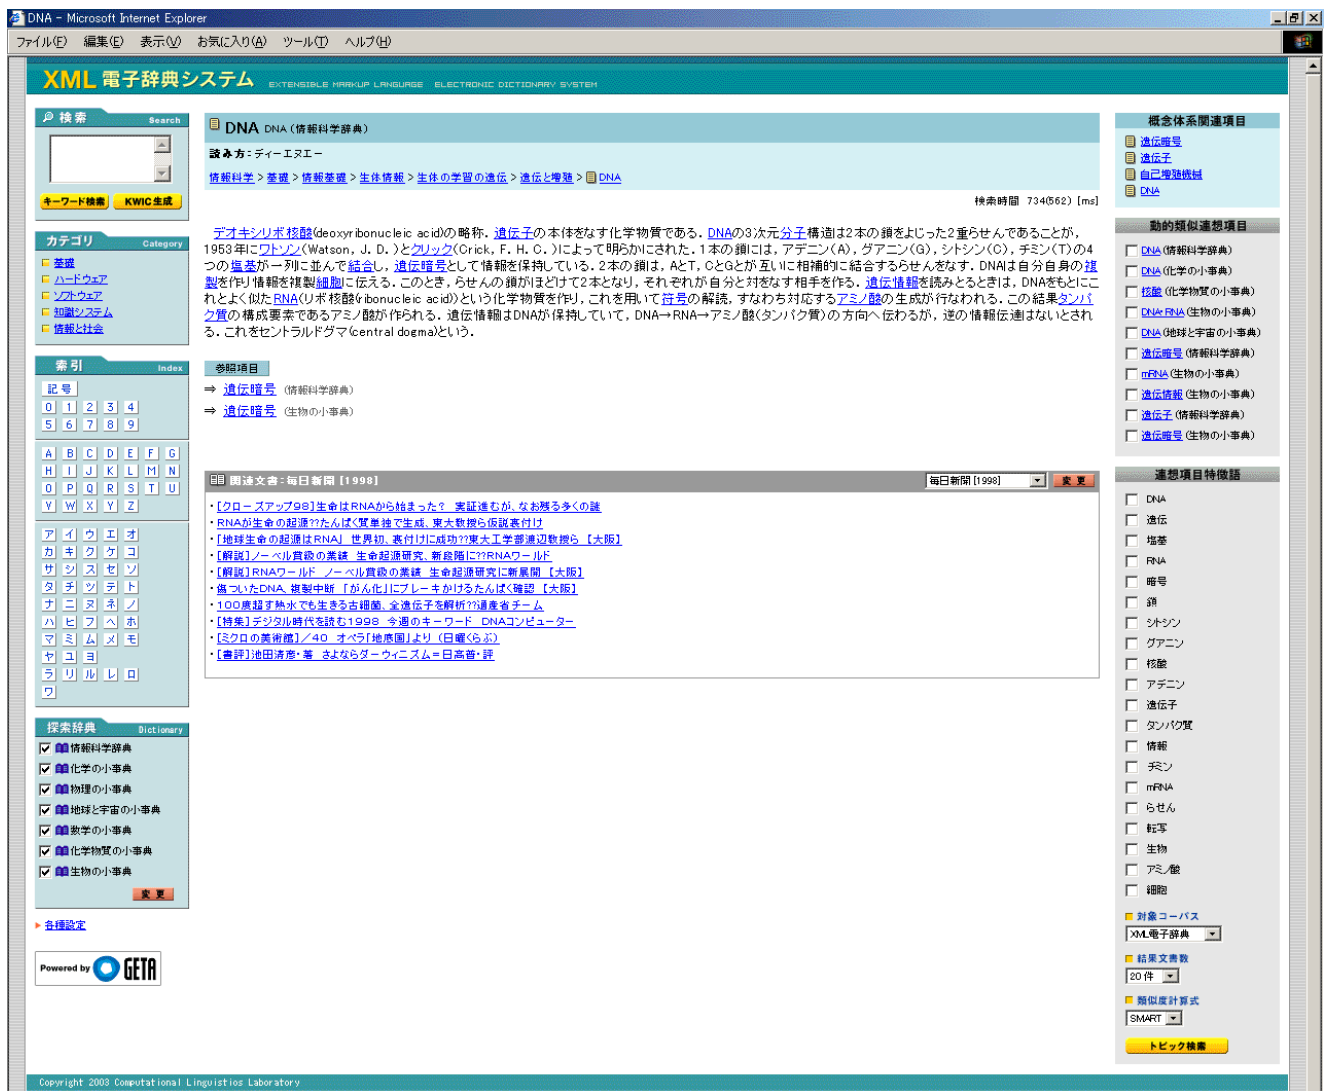 DNA - Microsoft Internet Explorer
ファイル(F) 編集(E) 表示(V) お気に入り(A) ツール(T) ヘルプ(H)
XML 電子辞典システム EXTENSIBLE MARKUP LANGUAGE ELECTRONIC DICTIONARY SYSTEM
検索 Search
キーワード検索 KWIC生成
カテゴリ Category
基礎
ハードウェア
ソフトウェア
知識システム
情報と社会
索引 Index
記号
0 1 2 3 4
5 6 7 8 9
A B C D E F G
H I J K L M N
O P Q R S T U
V W X Y Z
ア イ ウ エ オ
カ キ ク ケ コ
サ シ ス セ ソ
タ チ ツ テ ト
ナ ニ ヌ ネ ノ
ハ ヒ フ ヘ ホ
マ ミ ム メ モ
ヤ ユ ヨ
ラ リ ル レ ロ
ワ
探索辞典 Dictionary
情報科学辞典
化学の小事典
物理の小事典
地球と宇宙の小事典
数学の小事典
化学物質の小事典
生物の小事典
変更
各種設定
Powered by GETA
DNA DNA (情報科学辞典)
読み方：ディーエヌエー
情報科学 > 基礎 > 情報基礎 > 生体情報 > 生体の学習の遺伝 > 遺伝と増殖 > DNA
検索時間 734(562) [ms]
デオキシリボ核酸(deoxyribonucleic acid)の略称．遺伝子の本体をなす化学物質である．DNAの3次元分子構造は2本の鎖をよじった2重らせんであることが，
1953年にワトソン(Watson, J. D. )とクリック(Crick, F. H. C. )によって明らかにされた．1本の鎖には，アデニン(A)，グアニン(G)，シトシン(C)，チミン(T)の4
つの塩基が一列に並んで結合し，遺伝暗号として情報を保持している．2本の鎖は，AとT，CとGとが互いに相補的に結合するらせんをなす．DNAは自分自身の複
製を作り情報を複製細胞に伝える．このとき，らせんの鎖がほどけて2本となり，それぞれが自分と対をなす相手を作る．遺伝情報を読みとるときは，DNAをもとにこ
れとよく似たRNA(リボ核酸(ribonucleic acid))という化学物質を作り，これを用いて符号の解読，すなわち対応するアミノ酸の生成が行なわれる．この結果タンパ
ク質の構成要素であるアミノ酸が作られる．遺伝情報はDNAが保持していて，DNA→RNA→アミノ酸(タンパク質)の方向へ伝わるが，逆の情報伝達はないとされ
る．これをセントラルドグマ(central dogma)という．
参照項目
⇒ 遺伝暗号 (情報科学辞典)
⇒ 遺伝暗号 (生物の小事典)
関連文書：毎日新聞 [1998] 毎日新聞 [1998] 変更
・[クローズアップ98]生命はRNAから始まった？ 実証進むが、なお残る多くの謎
・RNAが生命の起源??たんぱく質単独で生成、東大教授ら仮説裏付け
・「地球生命の起源はRNA」 世界初、裏付けに成功??東大工学部渡辺教授ら 【大阪】
・[解説]ノーベル賞級の業績 生命起源研究、新段階に??RNAワールド
・[解説]RNAワールド ノーベル賞級の業績 生命起源研究に新展開 【大阪】
・傷ついたDNA、複製中断 「がん化」にブレーキかけるたんぱく確認 【大阪】
・100度超す熱水でも生きる古細菌、全遺伝子を解析??通産省チーム
・[特集]デジタル時代を読む1998 今週のキーワード DNAコンピューター
・[ミクロの美術館]／40 オペラ「地底国」より （日曜くらぶ）
・[書評]池田清彦・著 さよならダーウィニズム＝日高普・評
概念体系関連項目
遺伝暗号
遺伝子
自己増殖機械
DNA
動的類似連想項目
DNA (情報科学辞典)
DNA (化学の小事典)
核酸 (化学物質の小事典)
DNAとRNA (生物の小事典)
DNA (地球と宇宙の小事典)
遺伝暗号 (情報科学辞典)
mRNA (生物の小事典)
遺伝情報 (生物の小事典)
遺伝子 (情報科学辞典)
遺伝暗号 (生物の小事典)
連想項目特徴語
DNA
遺伝
塩基
RNA
暗号
鎖
シトシン
グアニン
核酸
アデニン
遺伝子
タンパク質
情報
チミン
mRNA
らせん
転写
生物
アミノ酸
細胞
対象コーパス
XML電子辞典
結果文書数
20 件
類似度計算式
SMART
トピック検索
Copyright 2003 Computational Linguistics Laboratory